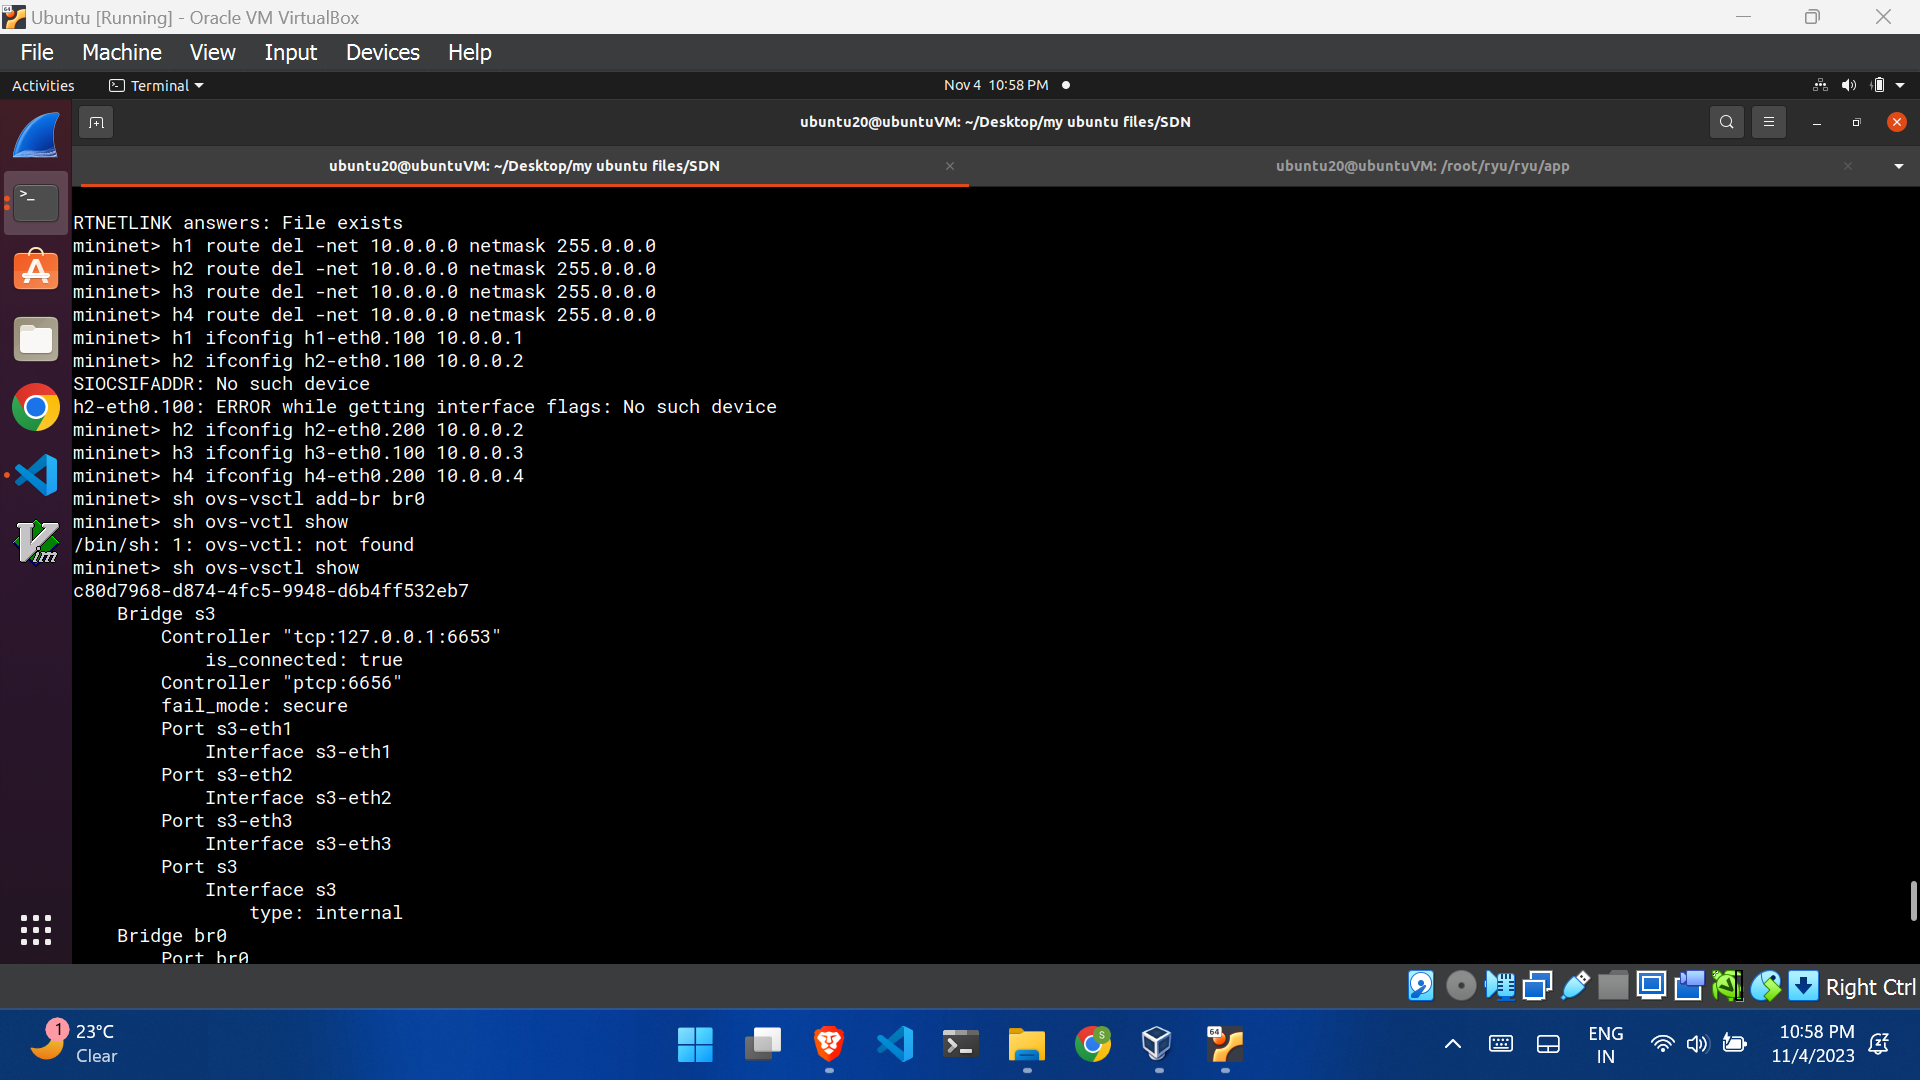 Ubuntu [Running] - Oracle VM VirtualBox
File Machine View Input Devices Help
Activities Terminal Nov 4 10:58 PM
ubuntu20@ubuntuVM: ~/Desktop/my ubuntu files/SDN
ubuntu20@ubuntuVM: ~/Desktop/my ubuntu files/SDN × ubuntu20@ubuntuVM: /root/ryu/ryu/app ×
RTNETLINK answers: File exists
mininet> h1 route del -net 10.0.0.0 netmask 255.0.0.0
mininet> h2 route del -net 10.0.0.0 netmask 255.0.0.0
mininet> h3 route del -net 10.0.0.0 netmask 255.0.0.0
mininet> h4 route del -net 10.0.0.0 netmask 255.0.0.0
mininet> h1 ifconfig h1-eth0.100 10.0.0.1
mininet> h2 ifconfig h2-eth0.100 10.0.0.2
SIOCSIFADDR: No such device
h2-eth0.100: ERROR while getting interface flags: No such device
mininet> h2 ifconfig h2-eth0.200 10.0.0.2
mininet> h3 ifconfig h3-eth0.100 10.0.0.3
mininet> h4 ifconfig h4-eth0.200 10.0.0.4
mininet> sh ovs-vsctl add-br br0
mininet> sh ovs-vctl show
/bin/sh: 1: ovs-vctl: not found
mininet> sh ovs-vsctl show
c80d7968-d874-4fc5-9948-d6b4ff532eb7
    Bridge s3
        Controller "tcp:127.0.0.1:6653"
            is_connected: true
        Controller "ptcp:6656"
        fail_mode: secure
        Port s3-eth1
            Interface s3-eth1
        Port s3-eth2
            Interface s3-eth2
        Port s3-eth3
            Interface s3-eth3
        Port s3
            Interface s3
                type: internal
    Bridge br0
        Port br0
Vim
64
Right Ctrl
1
23°C
Clear
S
64
ENG
IN
10:58 PM
11/4/2023